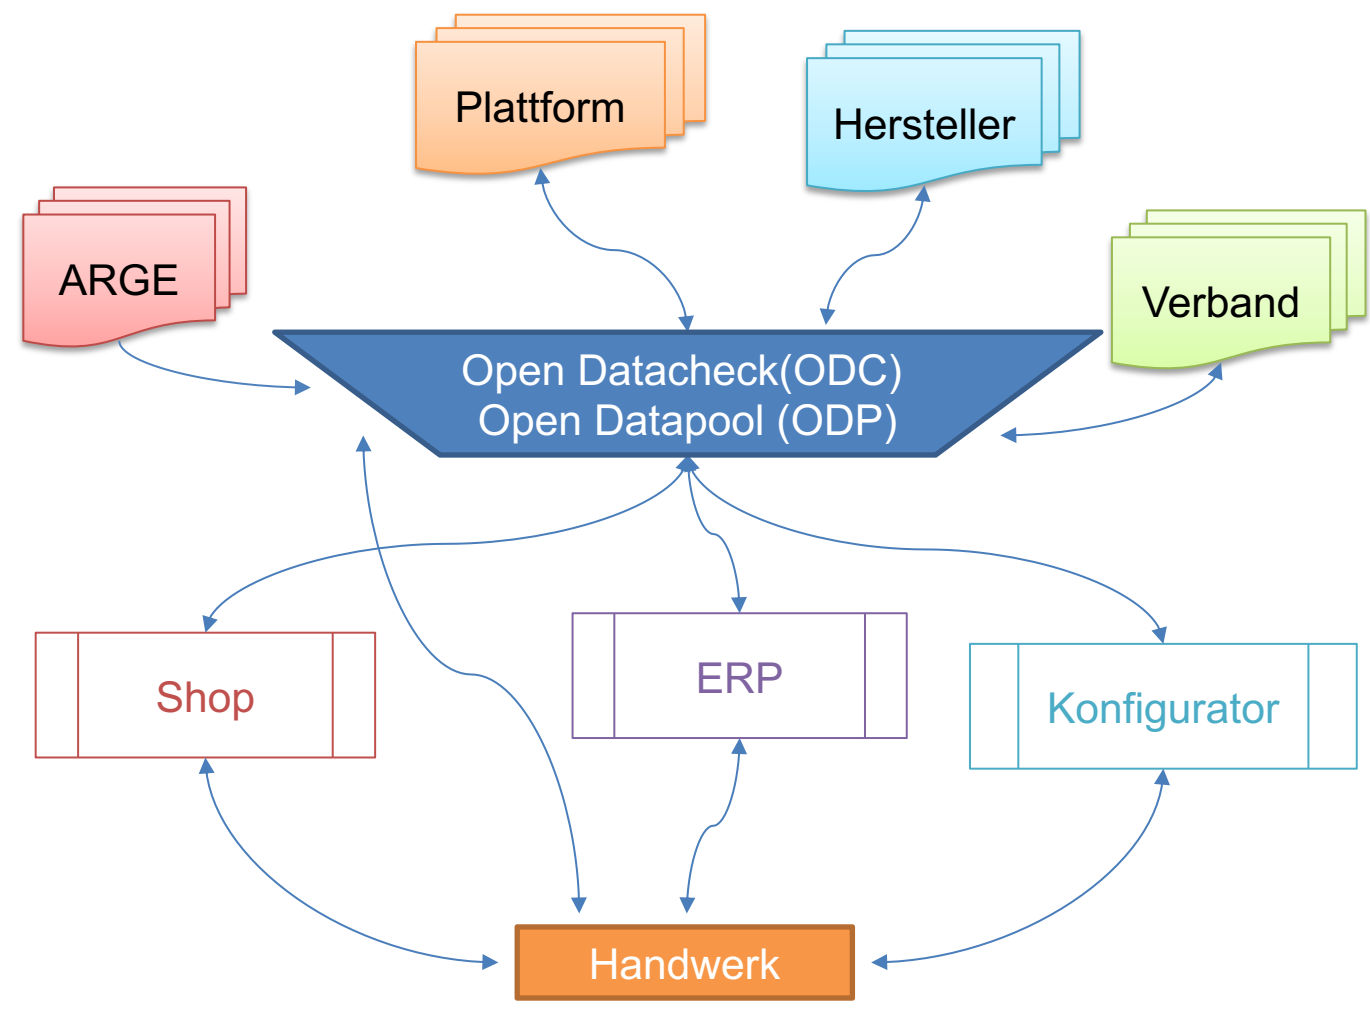 Plattform
Hersteller
ARGE
Verband
Open Datacheck(ODC)
Open Datapool (ODP)
Shop
ERP
Konfigurator
Handwerk